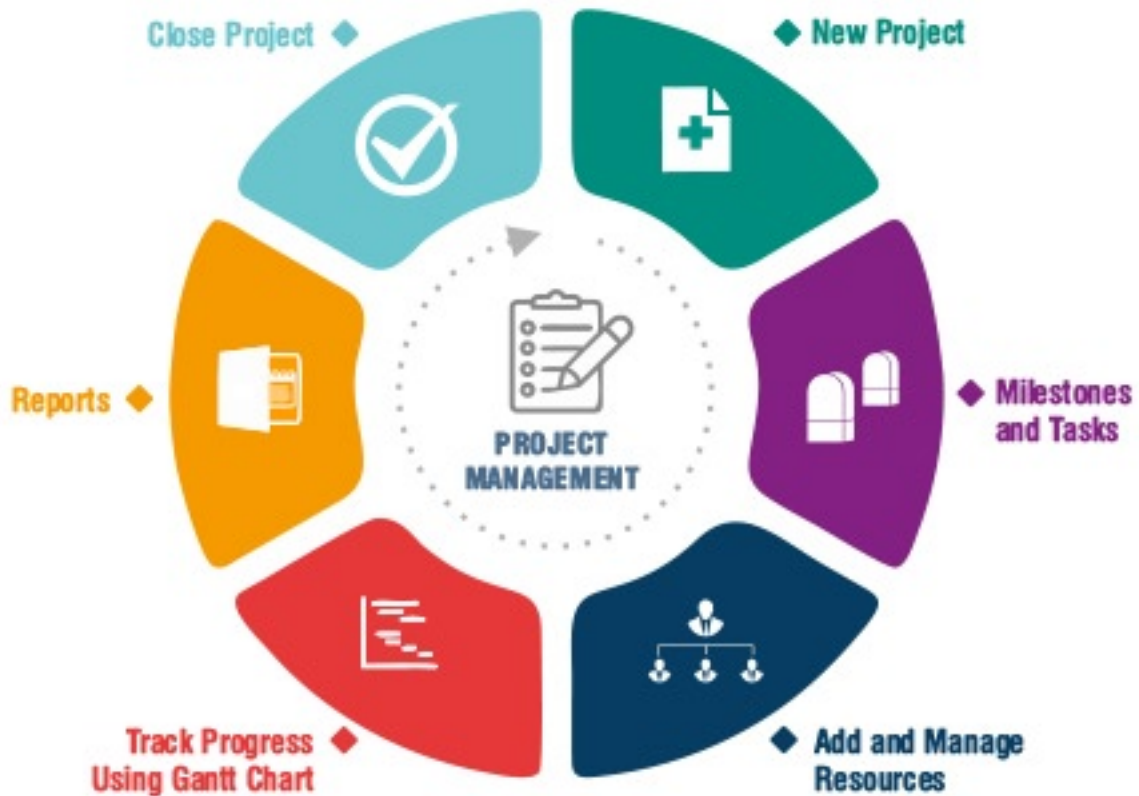 Close Project
New Project
Reports
PROJECT
MANAGEMENT
Milestones
and Tasks
Track Progress
Using Gantt Chart
Add and Manage
Resources